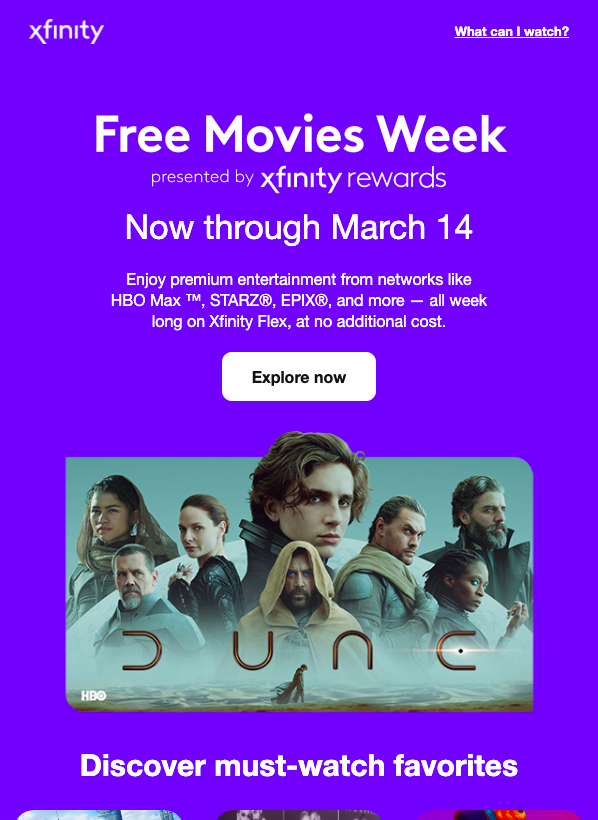 xfinity
What can I watch?
Free Movies Week
presented by xfinity rewards
Now through March 14
Enjoy premium entertainment from networks like
HBO Max ™, STARZ®, EPIX®, and more — all week
long on Xfinity Flex, at no additional cost.
Explore now
DUNE
HBO
Discover must-watch favorites